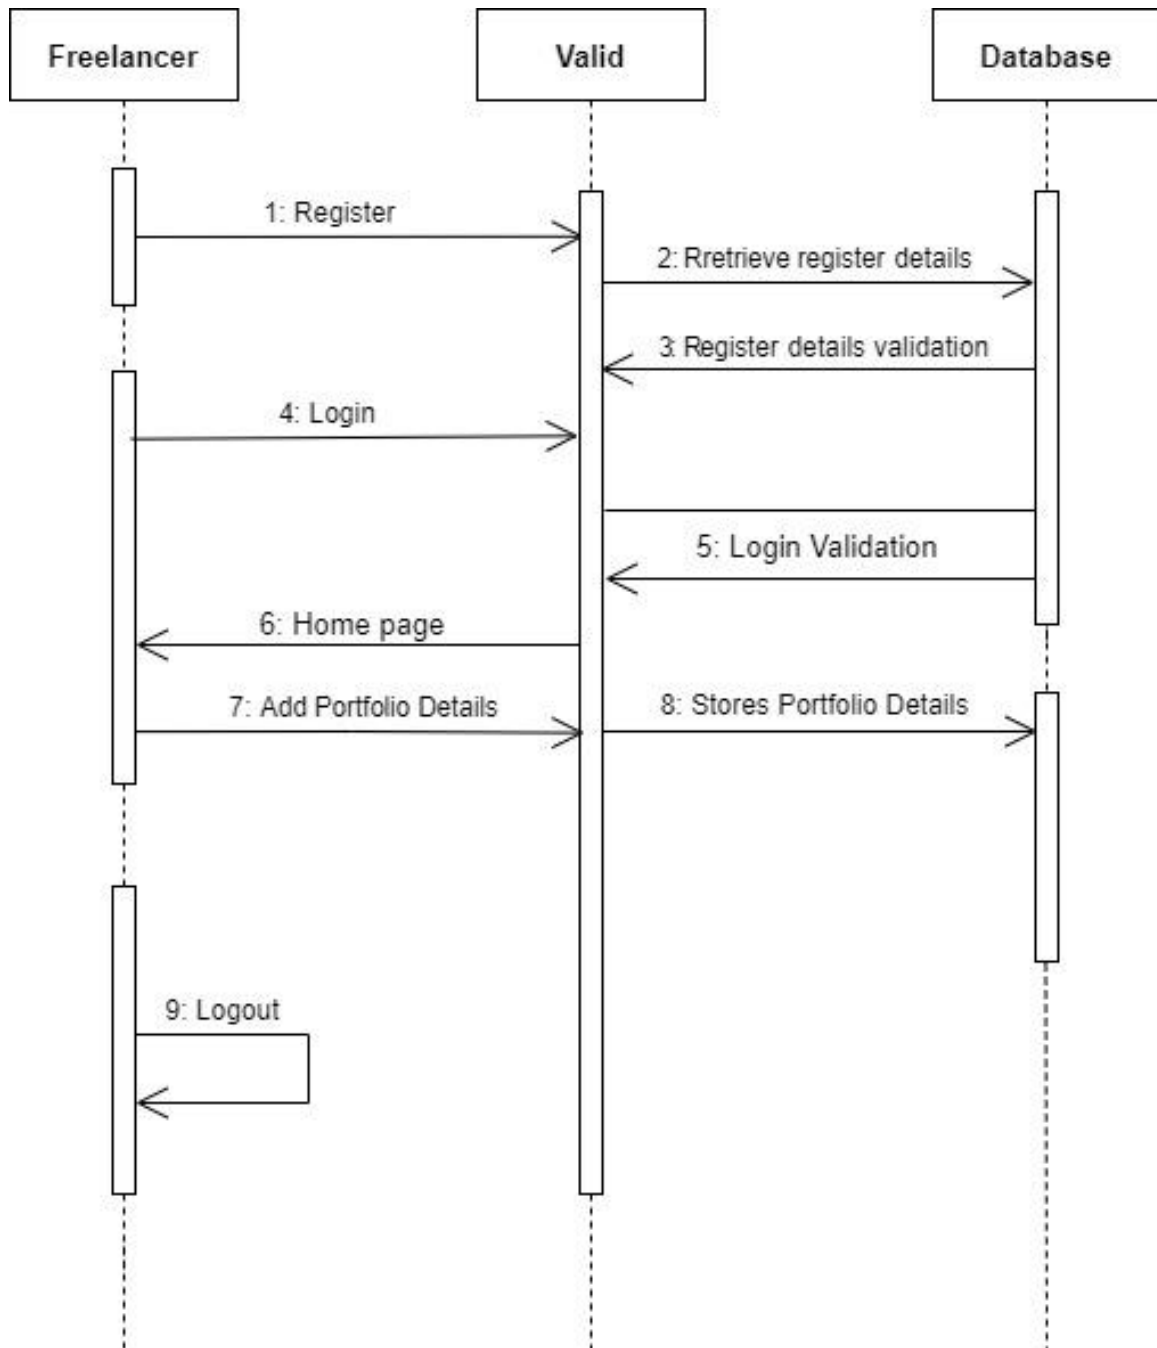 Freelancer
Valid
Database
1: Register
2: Rretrieve register details
3: Register details validation
4: Login
5: Login Validation
6: Home page
7: Add Portfolio Details
8: Stores Portfolio Details
9: Logout